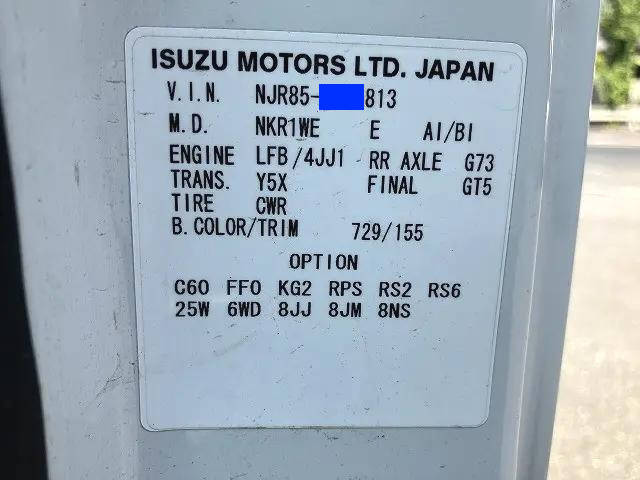 ISUZU MOTORS LTD. JAPAN
V.I.N. NJR85- 813
M.D. NKR1WE E AI/BI
ENGINE LFB/4JJ1 RR AXLE G73
TRANS. Y5X FINAL GT5
TIRE CWR
B.COLOR/TRIM 729/155
OPTION
C60 FF0 KG2 RPS RS2 RS6
25W 6WD 8JJ 8JM 8NS